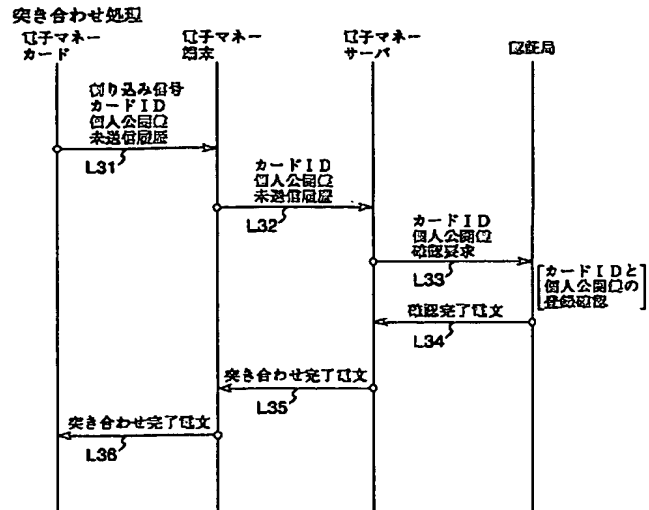 突き合わせ処理
電子マネー
カード
電子マネー
端末
電子マネー
サーバ
認証局
割り込み信号
カードID
個人公開鍵
未送信履歴
L31
カードID
個人公開鍵
未送信履歴
L32
カードID
個人公開鍵
確認要求
L33
カードIDと
個人公開鍵の
登録確認
確認完了電文
L34
突き合わせ完了電文
L35
突き合わせ完了電文
L36